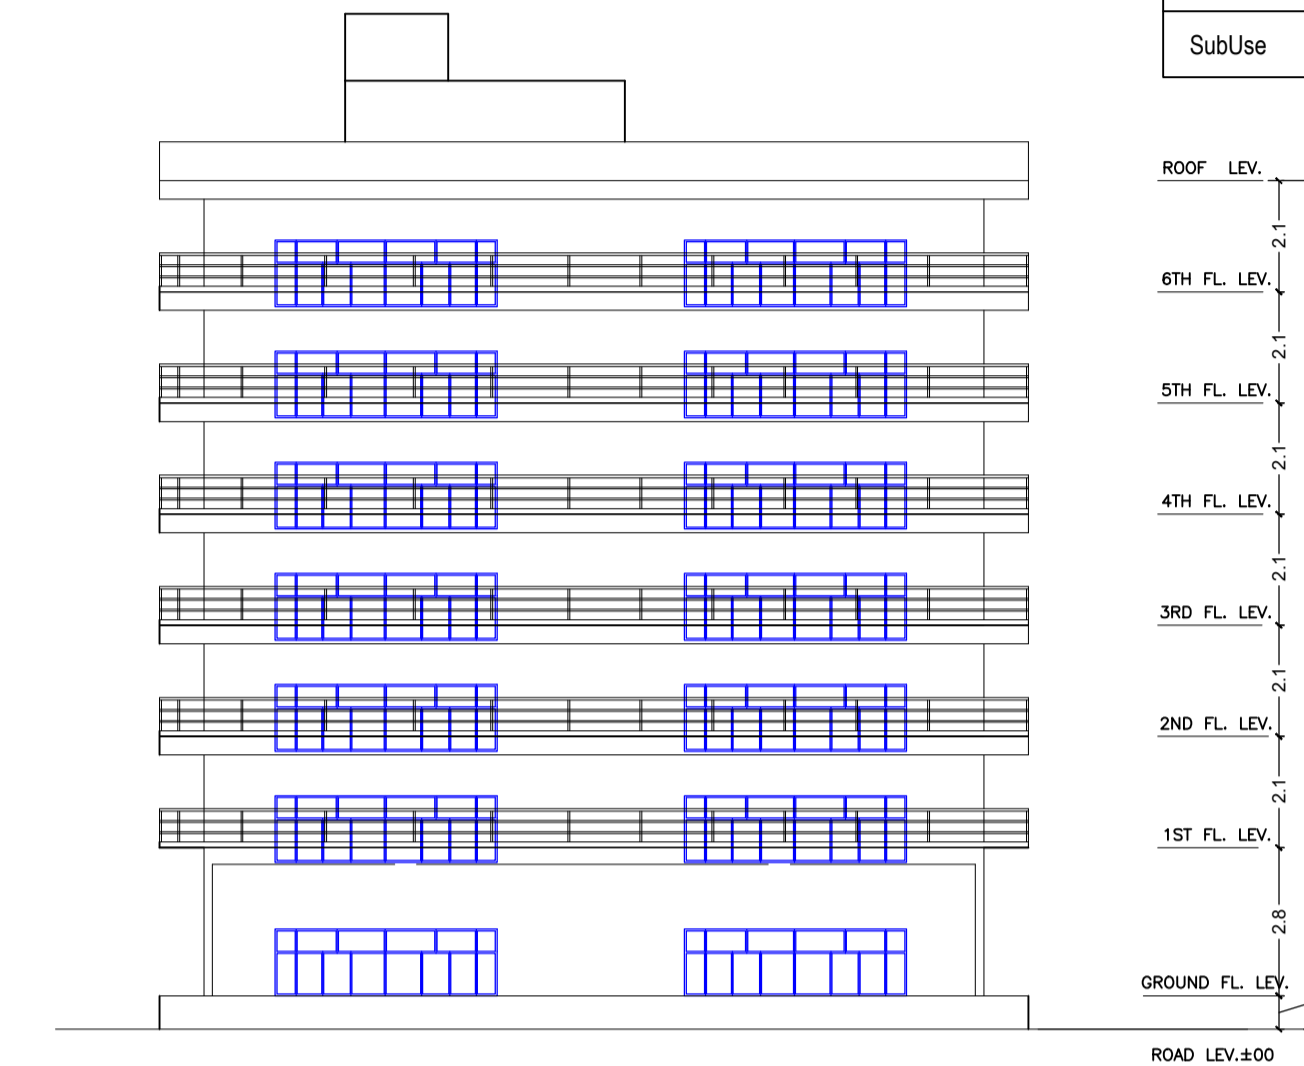 SubUse
ROOF LEV.
2.1
6TH FL. LEV.
2.1
5TH FL. LEV.
2.1
4TH FL. LEV.
2.1
3RD FL. LEV.
2.1
2ND FL. LEV.
2.1
1ST FL. LEV.
2.8
GROUND FL. LEV.
ROAD LEV.±00